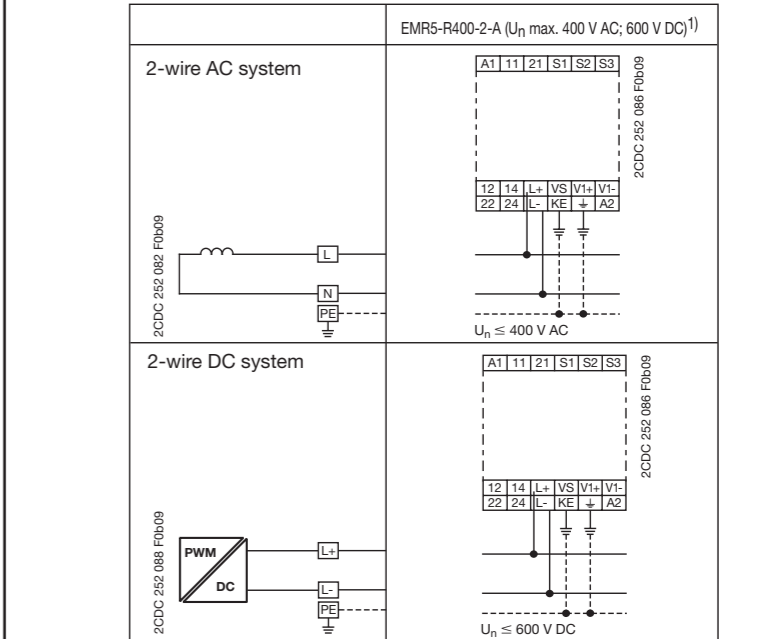 EMR5-R400-2-A (Un max. 400 V AC; 600 V DC)1)
2-wire AC system
A1 11 21 S1 S2 S3
2CDC 252 086 F0b09
12 14 L+ VS V1+ V1-
22 24 L- KE ⏚ A2
2CDC 252 082 F0b09
L
N
PE
Un ≤ 400 V AC
2-wire DC system
A1 11 21 S1 S2 S3
2CDC 252 086 F0b09
12 14 L+ VS V1+ V1-
22 24 L- KE ⏚ A2
2CDC 252 088 F0b09
PWM
DC
L+
L-
PE
Un ≤ 600 V DC